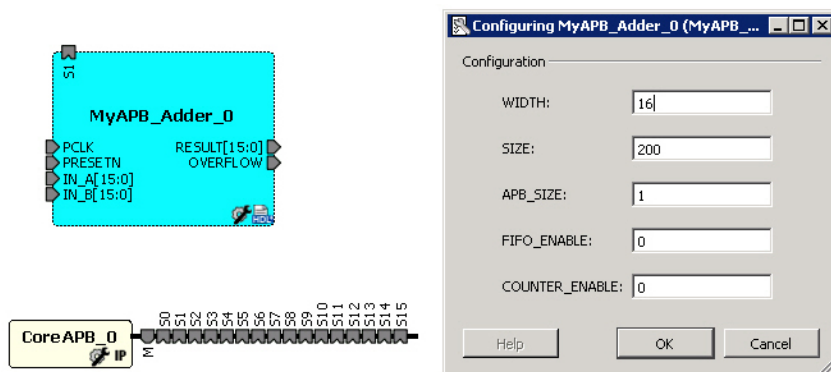 S1
MyAPB_Adder_0
PCLK
PRESETN
IN_A[15:0]
IN_B[15:0]
RESULT[15:0]
OVERFLOW
HDL
CoreAPB_0
IP
M
S0
S1
S2
S3
S4
S5
S6
S7
S8
S9
S10
S11
S12
S13
S14
S15
Configuring MyAPB_Adder_0 (MyAPB_...
Configuration
WIDTH: 16
SIZE: 200
APB_SIZE: 1
FIFO_ENABLE: 0
COUNTER_ENABLE: 0
Help OK Cancel